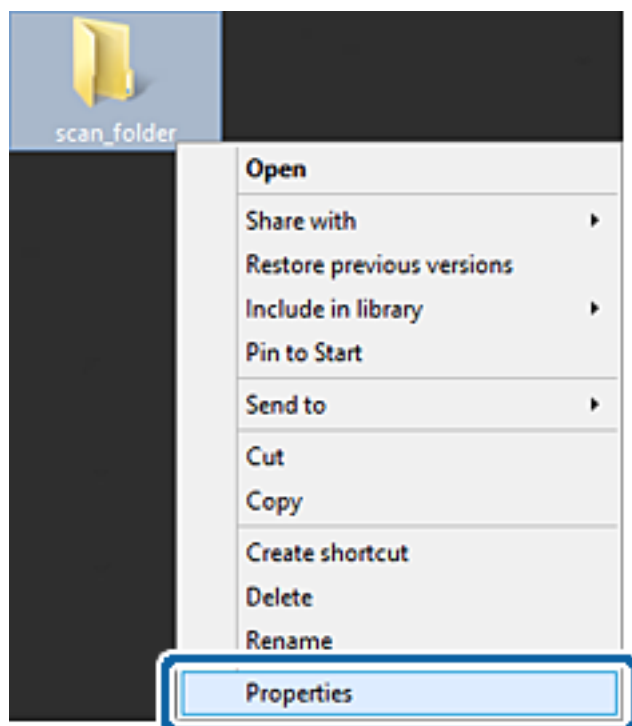 scan_folder
Open
Share with
Restore previous versions
Include in library
Pin to Start
Send to
Cut
Copy
Create shortcut
Delete
Rename
Properties